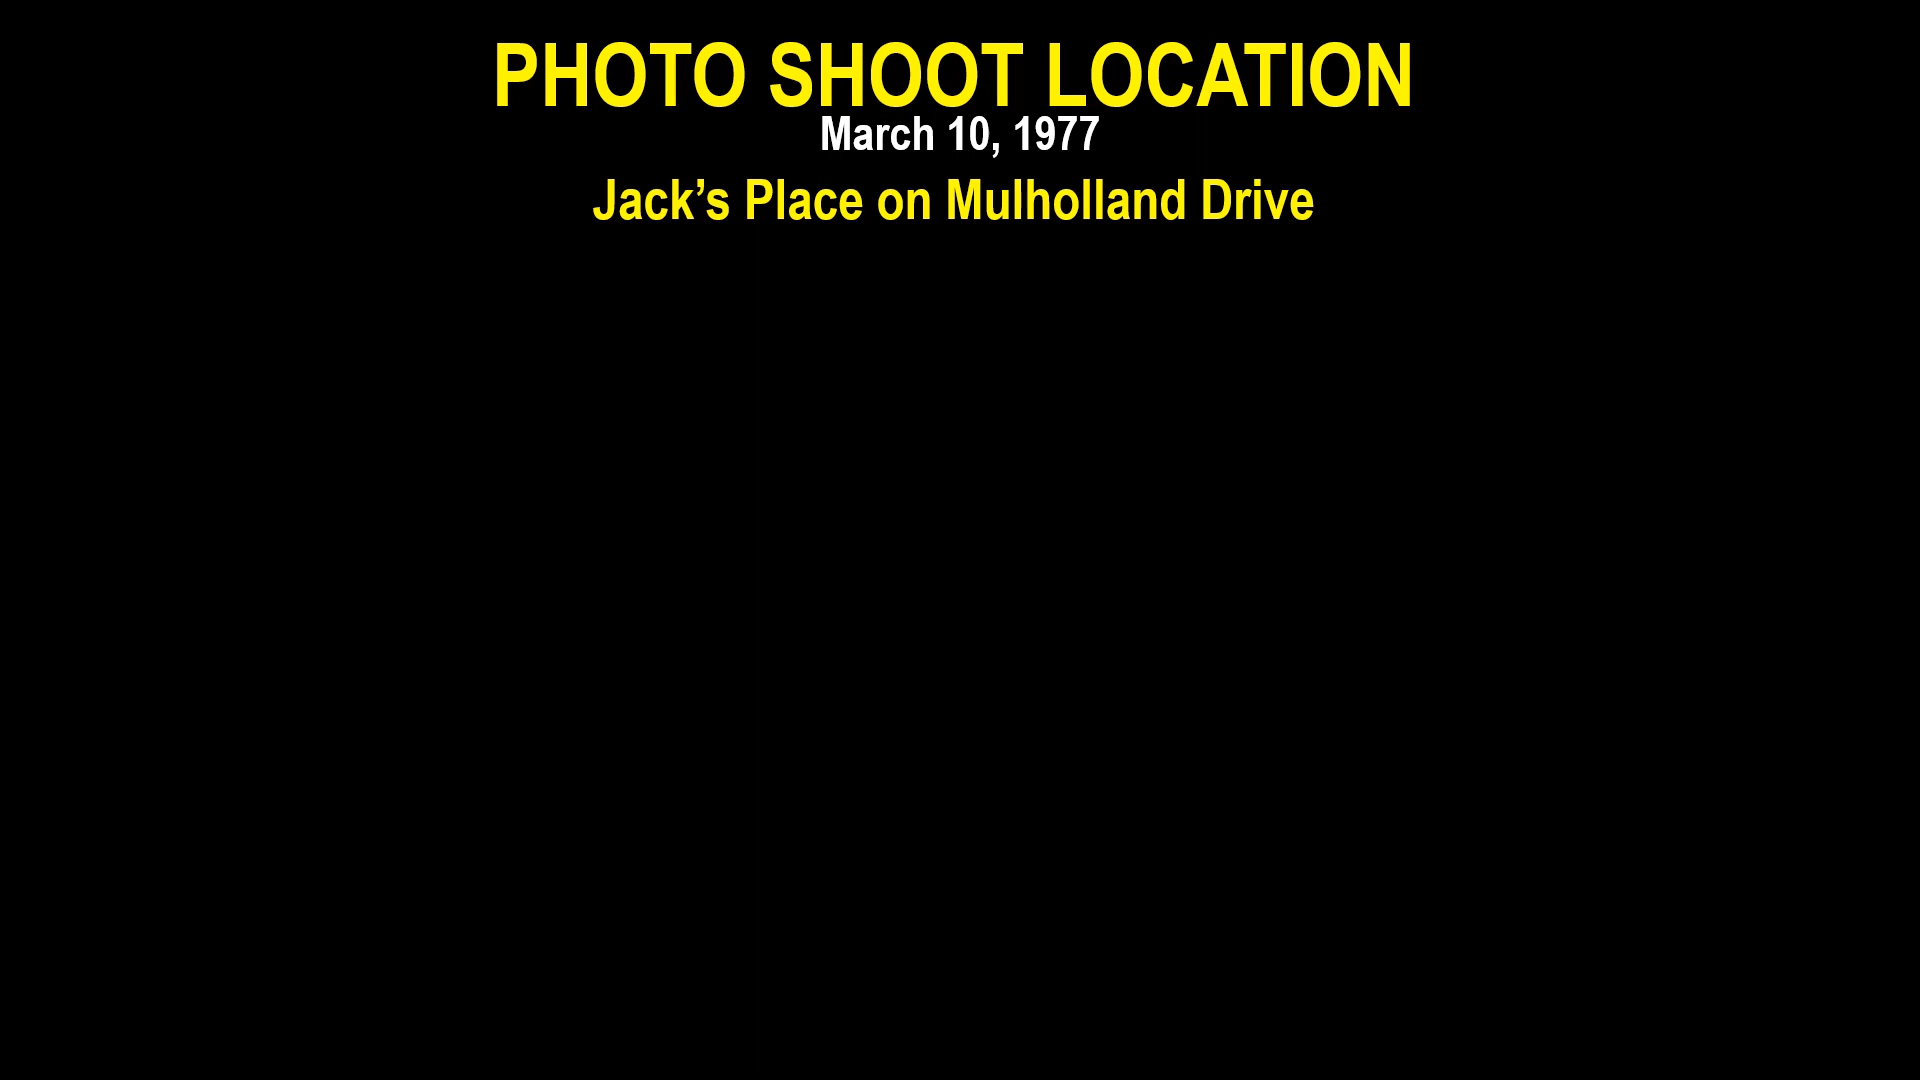 PHOTO SHOOT LOCATION
March 10, 1977
Jack’s Place on Mulholland Drive